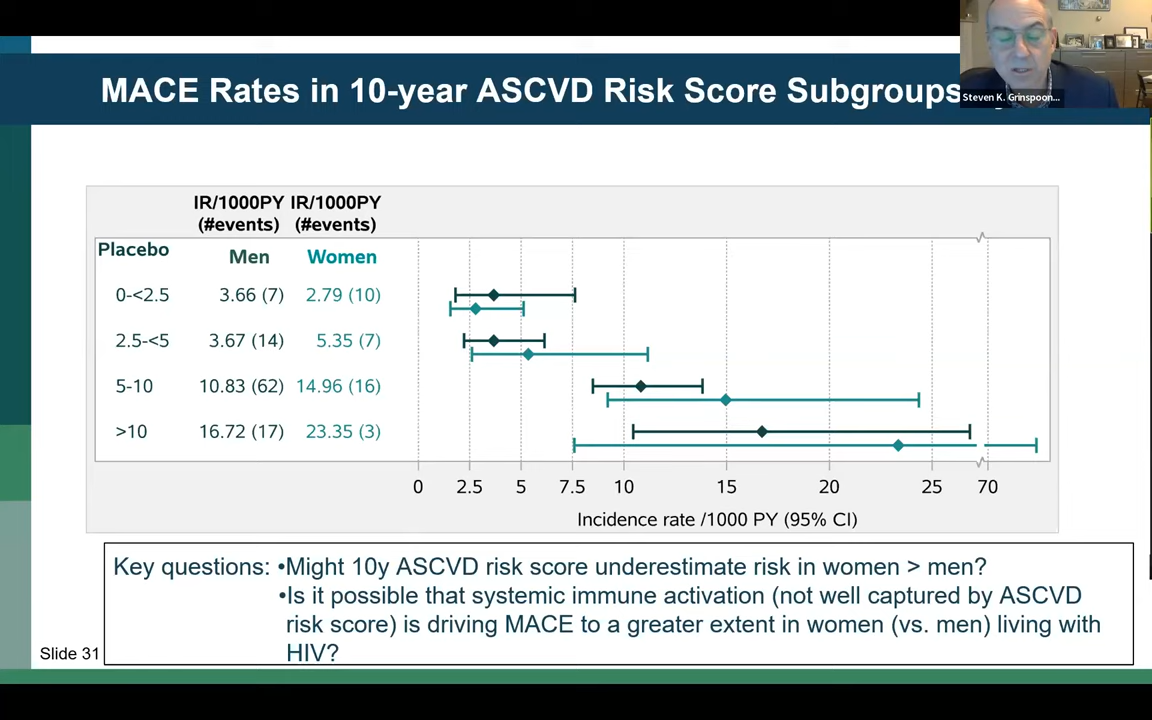 MACE Rates in 10-year ASCVD Risk Score Subgroups
Steven K. Grinspoon...
IR/1000PY IR/1000PY
(#events) (#events)
Placebo Men Women
0-<2.5 3.66 (7) 2.79 (10)
2.5-<5 3.67 (14) 5.35 (7)
5-10 10.83 (62) 14.96 (16)
>10 16.72 (17) 23.35 (3)
0 2.5 5 7.5 10 15 20 25 70
Incidence rate /1000 PY (95% CI)
Key questions: •Might 10y ASCVD risk score underestimate risk in women > men?
•Is it possible that systemic immune activation (not well captured by ASCVD
risk score) is driving MACE to a greater extent in women (vs. men) living with
HIV?
Slide 31